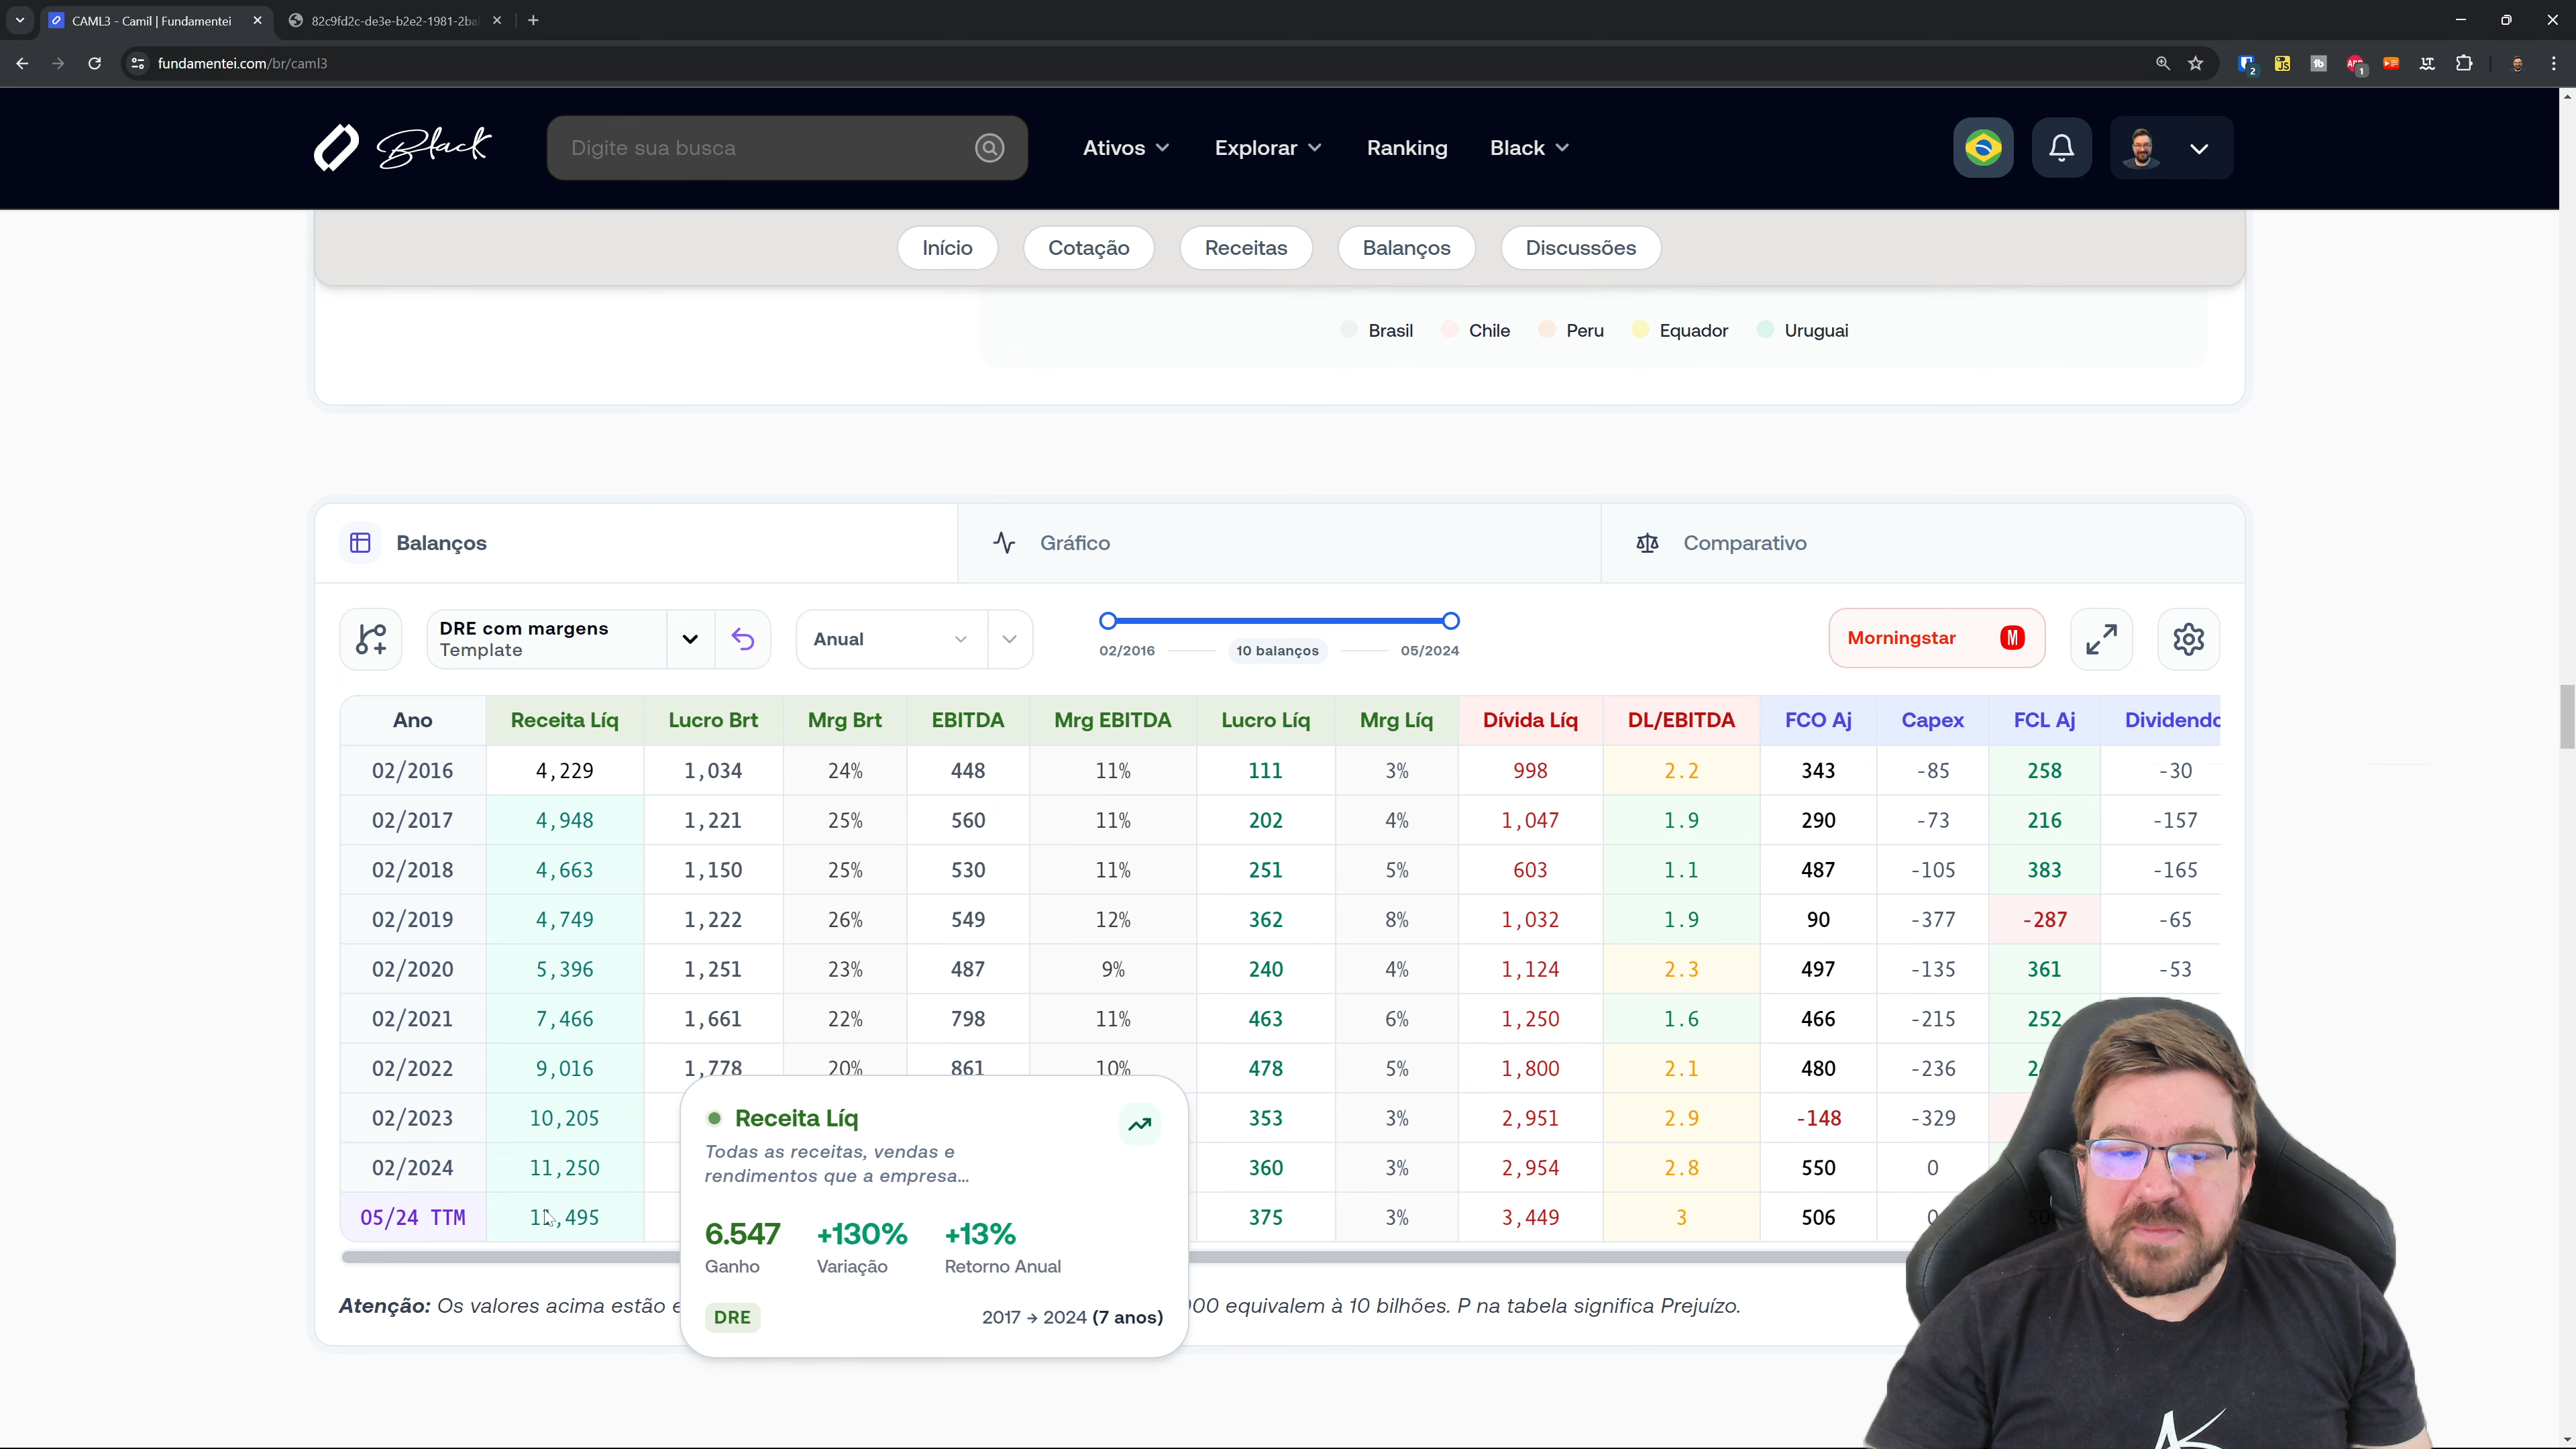 CAML3 - Camil | Fundamentei
82c9fd2c-de3e-b2e2-1981-2ba
fundamentei.com/br/caml3
Black
Digite sua busca
Ativos
Explorar
Ranking
Black
Início
Cotação
Receitas
Balanços
Discussões
Brasil
Chile
Peru
Equador
Uruguai
Balanços
Gráfico
Comparativo
DRE com margens
Template
Anual
02/2016
10 balanços
05/2024
Morningstar
M
Ano Receita Líq Lucro Brt Mrg Brt EBITDA Mrg EBITDA Lucro Líq Mrg Líq Dívida Líq DL/EBITDA FCO Aj Capex FCL Aj Dividendo
02/2016 4,229 1,034 24% 448 11% 111 3% 998 2.2 343 -85 258 -30
02/2017 4,948 1,221 25% 560 11% 202 4% 1,047 1.9 290 -73 216 -157
02/2018 4,663 1,150 25% 530 11% 251 5% 603 1.1 487 -105 383 -165
02/2019 4,749 1,222 26% 549 12% 362 8% 1,032 1.9 90 -377 -287 -65
02/2020 5,396 1,251 23% 487 9% 240 4% 1,124 2.3 497 -135 361 -53
02/2021 7,466 1,661 22% 798 11% 463 6% 1,250 1.6 466 -215 252
02/2022 9,016 1,778 20% 861 10% 478 5% 1,800 2.1 480 -236
02/2023 10,205 353 3% 2,951 2.9 -148 -329
02/2024 11,250 360 3% 2,954 2.8 550 0
05/24 TTM 11,495 375 3% 3,449 3 506 0
Receita Líq
Todas as receitas, vendas e
rendimentos que a empresa...
6.547 +130% +13%
Ganho Variação Retorno Anual
DRE 2017 → 2024 (7 anos)
Atenção: Os valores acima estão e
00 equivalem à 10 bilhões. P na tabela significa Prejuízo.